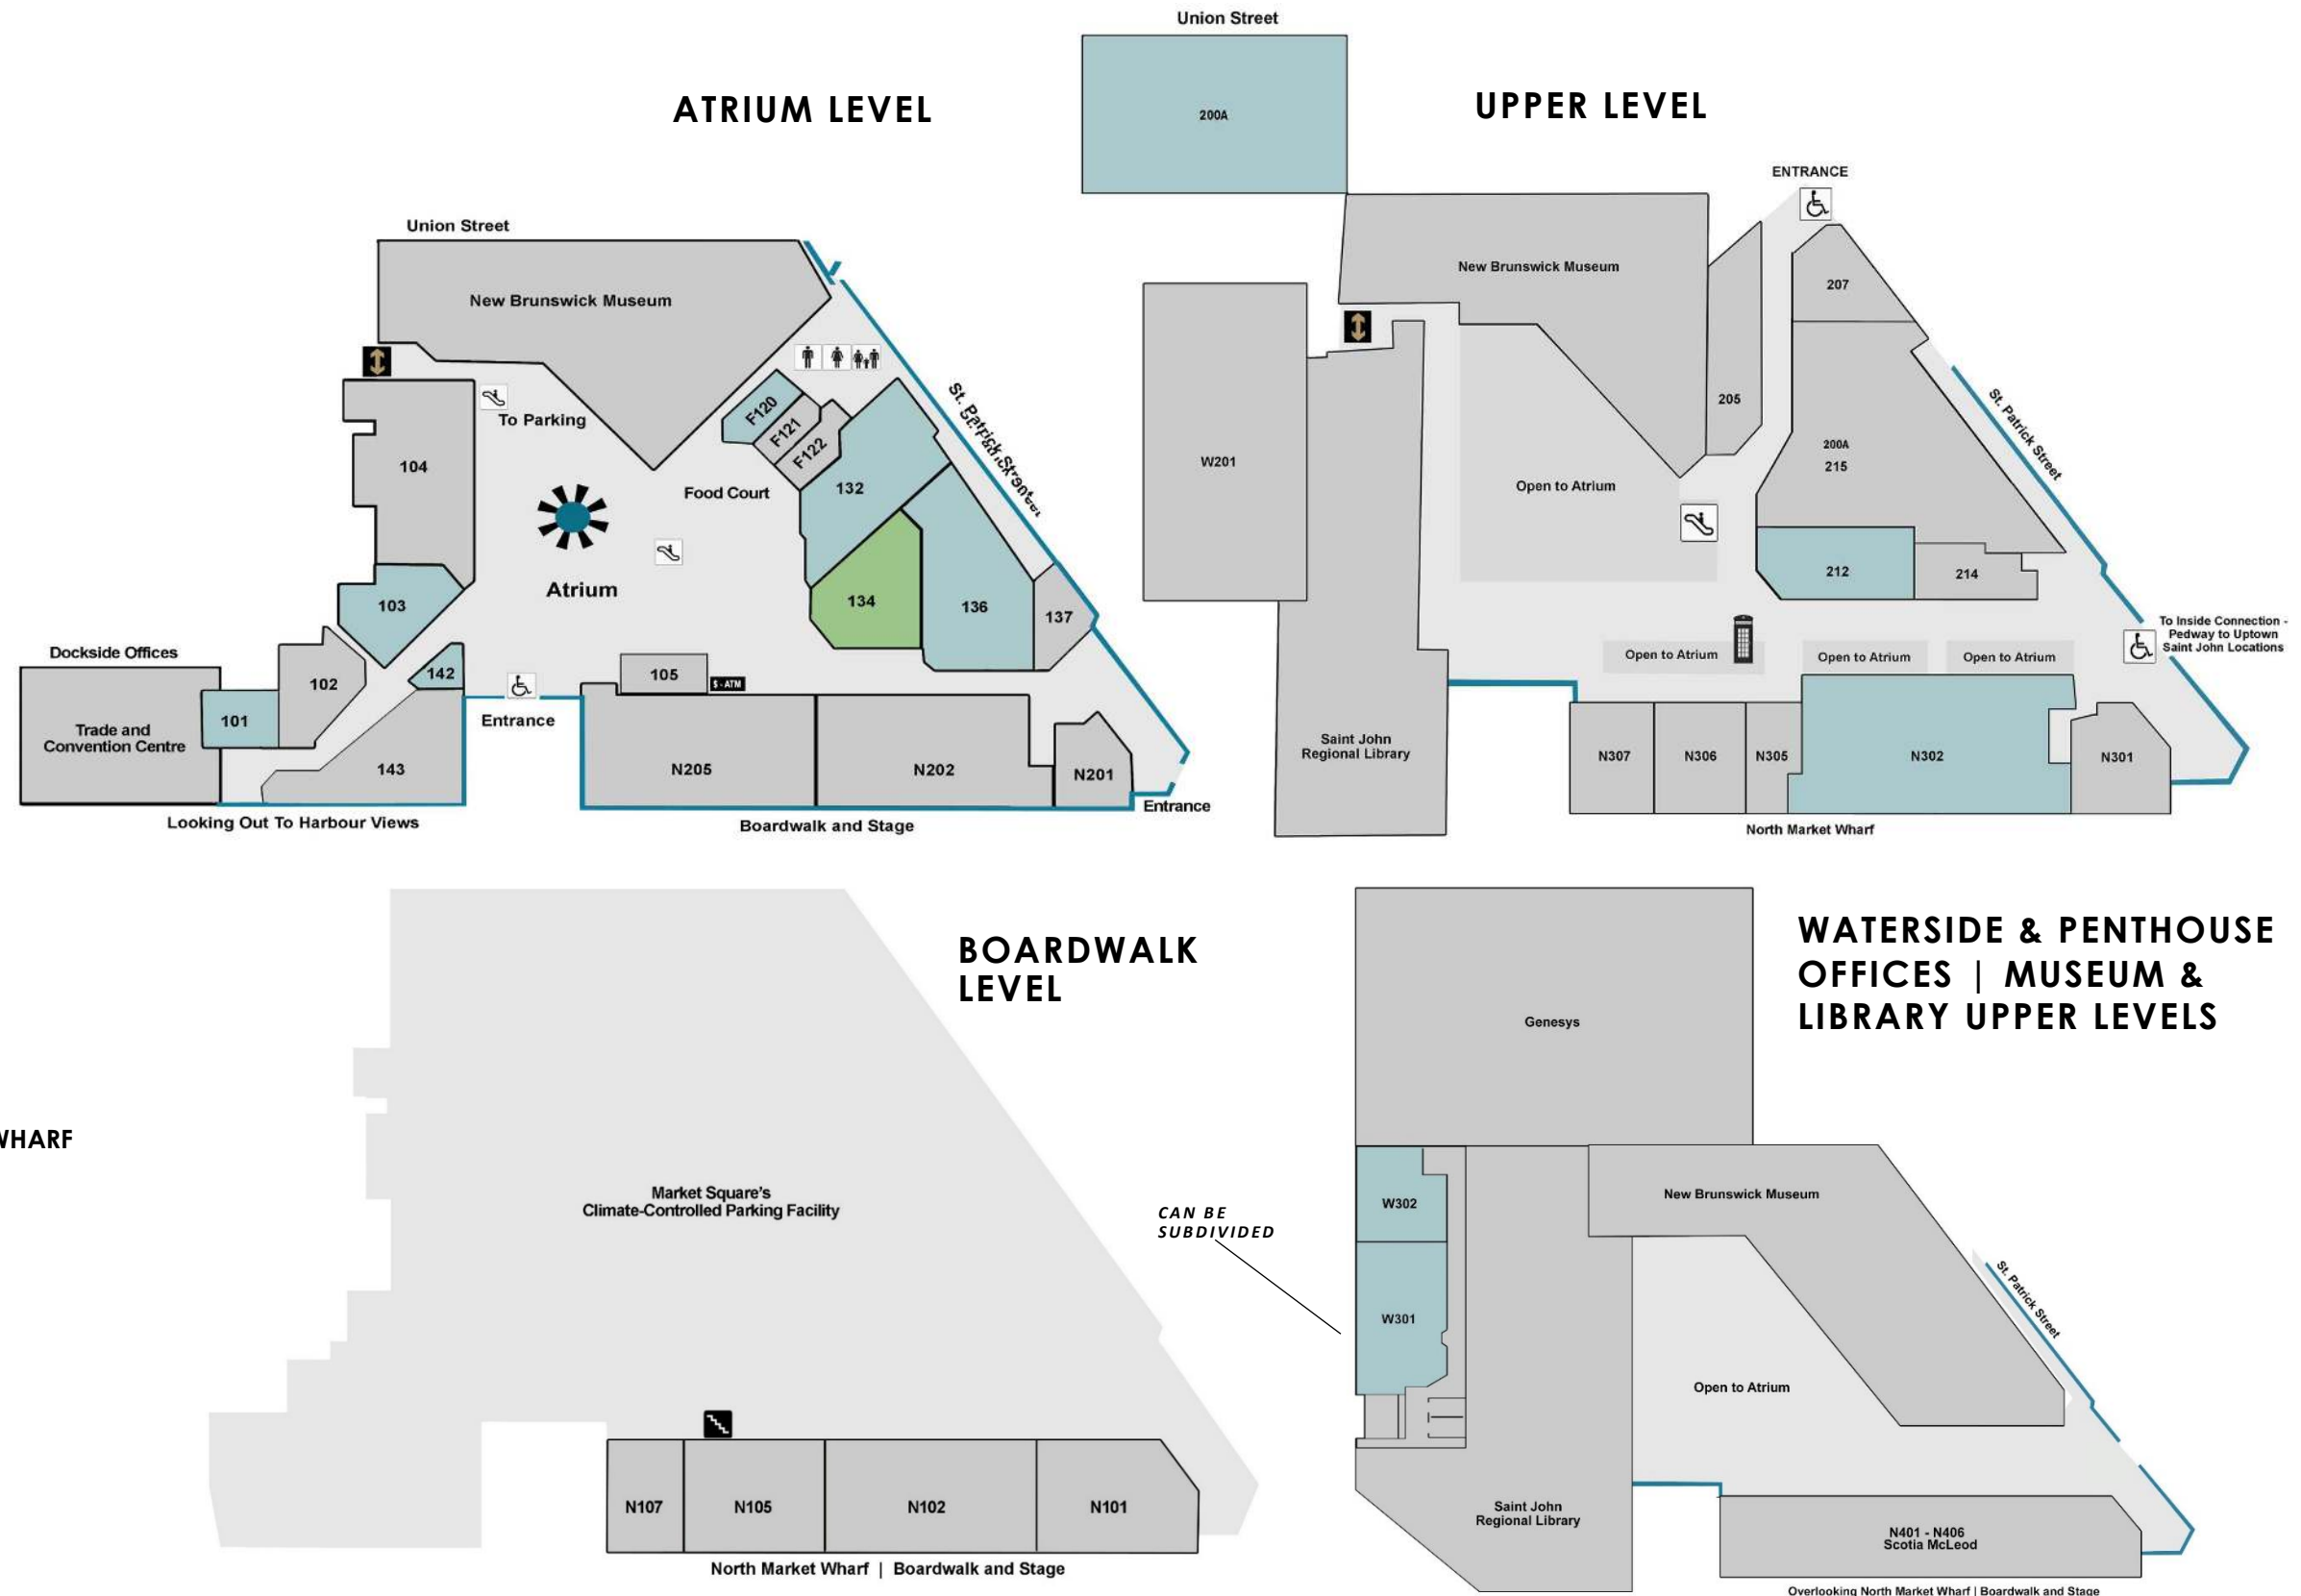 ATRIUM LEVEL
Union Street
New Brunswick Museum
To Parking
F120
F121
F122
St. Patrick Street
104
132
Food Court
Atrium
103
134
136
137
Dockside Offices
142
102
105
$ - ATM
101
Entrance
Trade and
Convention Centre
143
N205
N202
N201
Entrance
Looking Out To Harbour Views
Boardwalk and Stage
UPPER LEVEL
Union Street
200A
ENTRANCE
New Brunswick Museum
207
205
St. Patrick Street
200A
215
W201
Open to Atrium
212
214
To Inside Connection -
Pedway to Uptown
Saint John Locations
Open to Atrium
Open to Atrium
Open to Atrium
Saint John
Regional Library
N307
N306
N305
N302
N301
North Market Wharf
BOARDWALK
LEVEL
WHARF
Market Square's
Climate-Controlled Parking Facility
N107
N105
N102
N101
North Market Wharf | Boardwalk and Stage
WATERSIDE & PENTHOUSE
OFFICES | MUSEUM &
LIBRARY UPPER LEVELS
Genesys
CAN BE
SUBDIVIDED
W302
New Brunswick Museum
W301
St. Patrick Street
Open to Atrium
Saint John
Regional Library
N401 - N406
Scotia McLeod
Overlooking North Market Wharf | Boardwalk and Stage